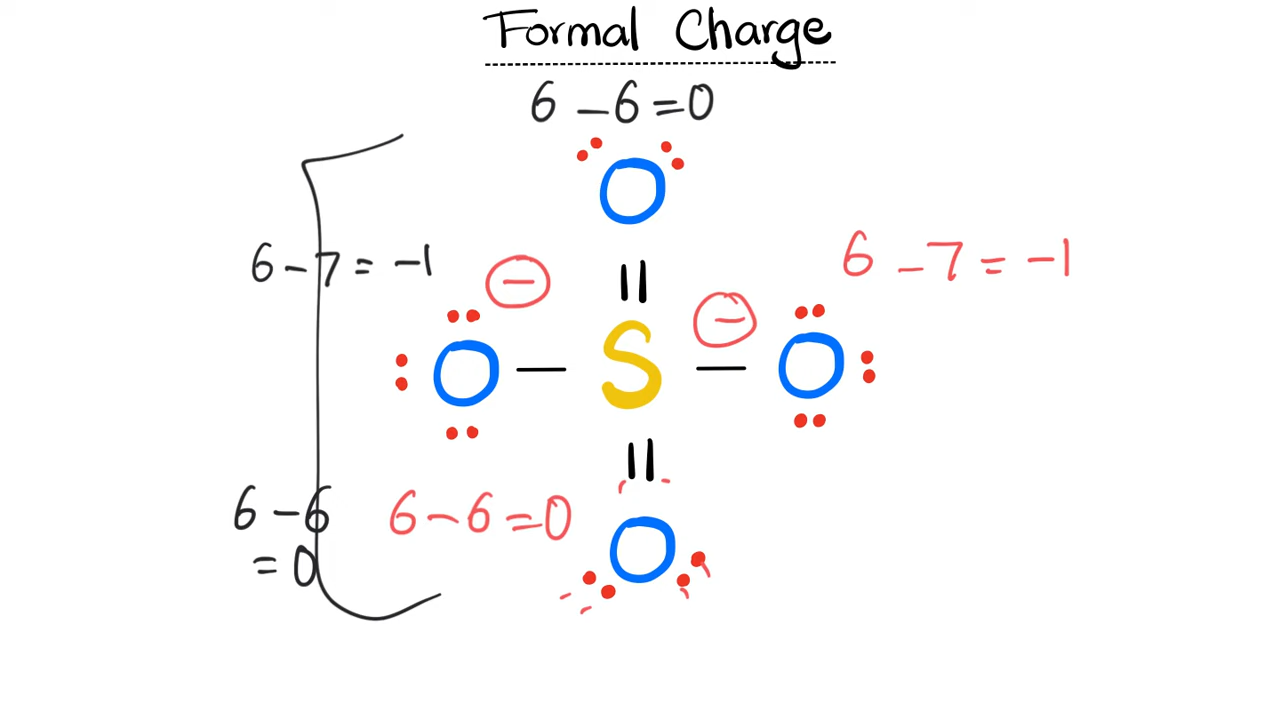 Formal Charge
6 – 6 = 0
O
6 – 7 = –1
6 – 7 = –1
–
–
O – S – O
6 – 6
= 0
6 – 6 = 0
O